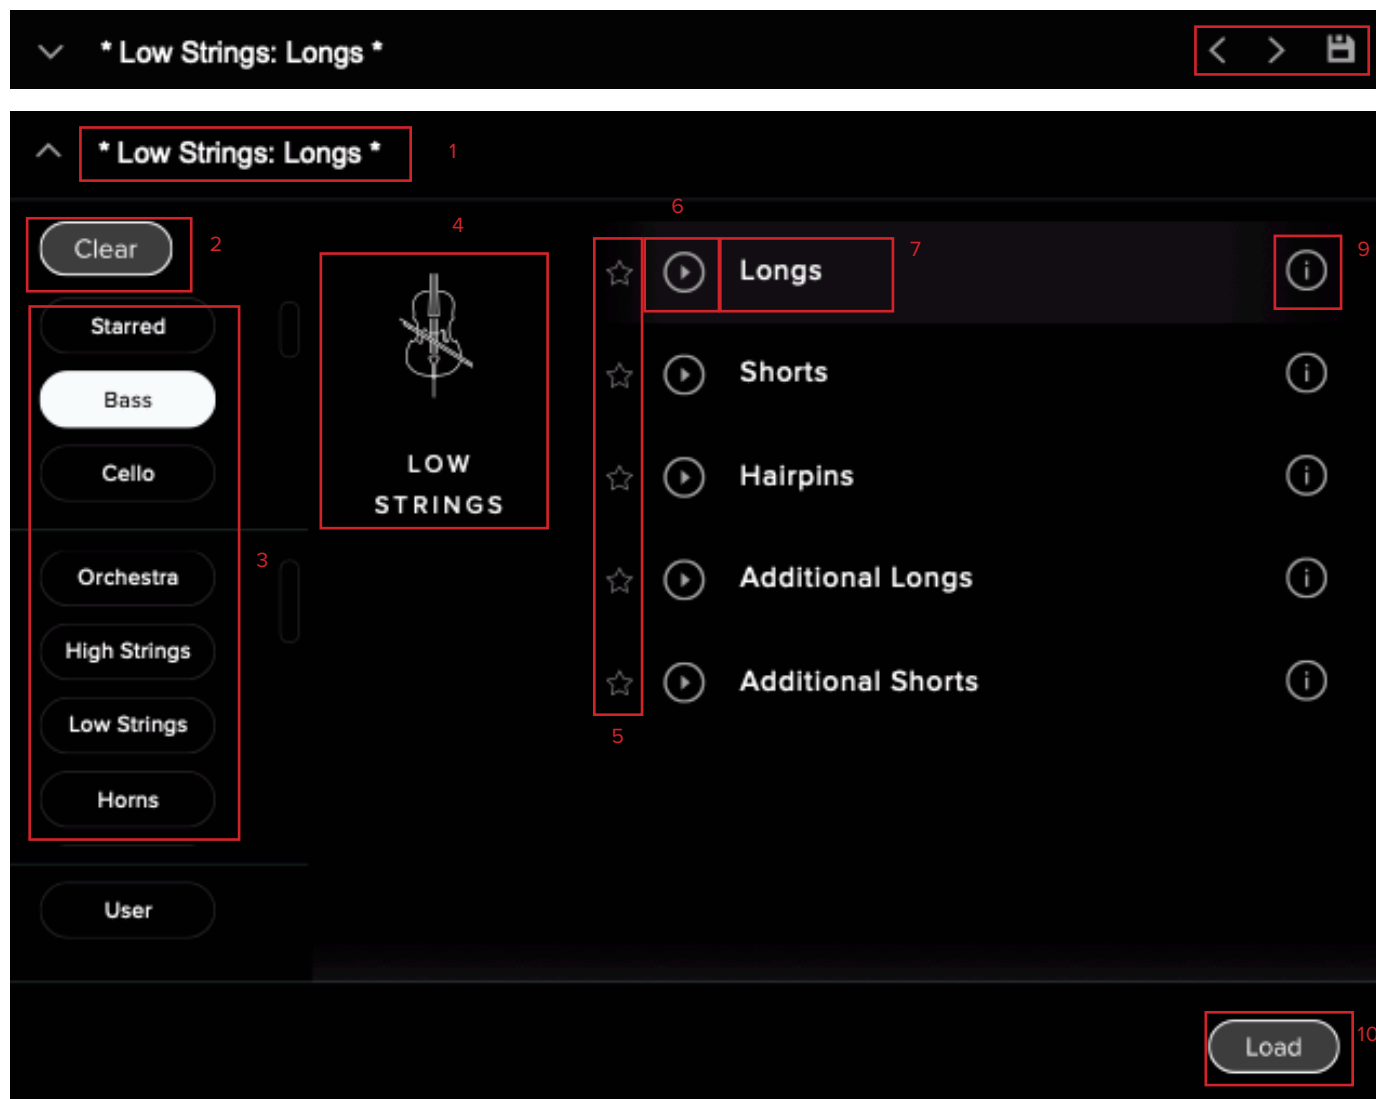 * Low Strings: Longs *
* Low Strings: Longs * 1
Clear 2
Starred
Bass
Cello
3
Orchestra
High Strings
Low Strings
Horns
User
4
LOW
STRINGS
5
6
Longs 7
9
Shorts
Hairpins
Additional Longs
Additional Shorts
Load 10